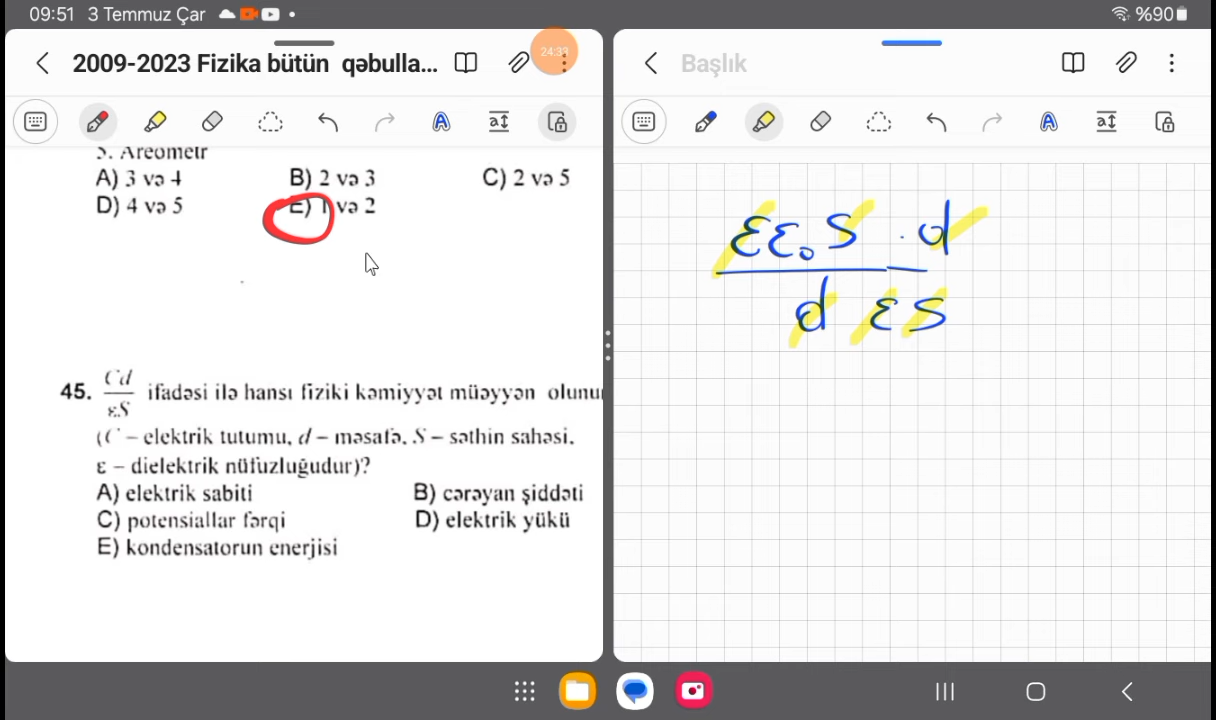 09:51 3 Temmuz Çar %90
2009-2023 Fizika bütün qəbulla...
24:33
Başlık
5. Areometr
A) 3 və 4 B) 2 və 3 C) 2 və 5
D) 4 və 5 E) 1 və 2
45. Cd/εS ifadəsi ilə hansı fiziki kəmiyyət müəyyən olunu
(C – elektrik tutumu, d – məsafə, S – səthin sahəsi,
ε – dielektrik nüfuzluğudur)?
A) elektrik sabiti B) cərəyan şiddəti
C) potensiallar fərqi D) elektrik yükü
E) kondensatorun enerjisi
εε₀S · d
d εS